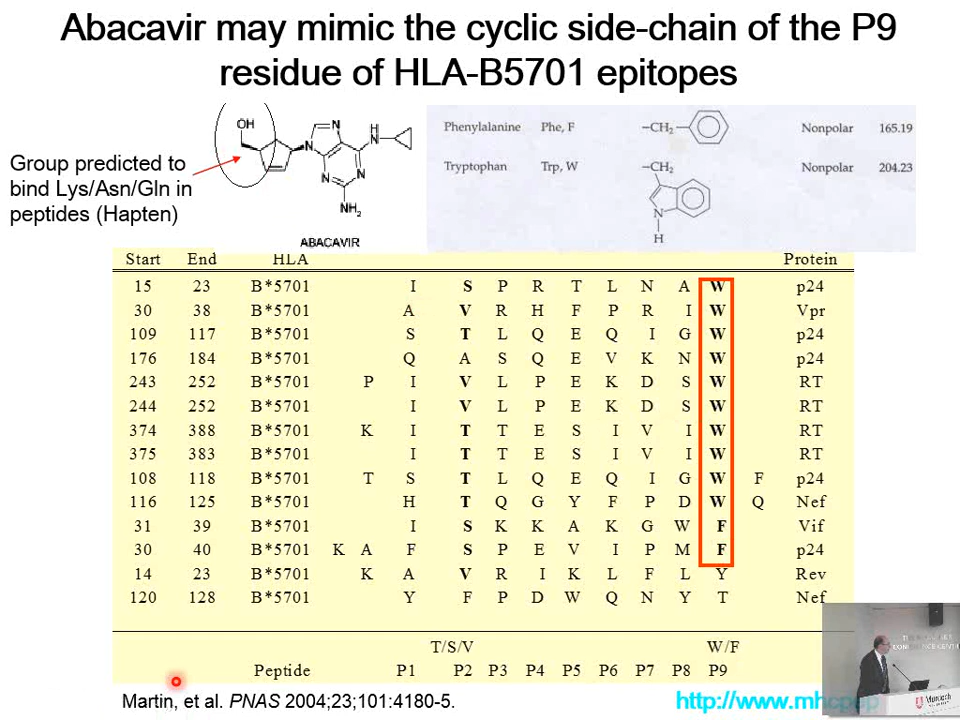 Abacavir may mimic the cyclic side-chain of the P9
residue of HLA-B5701 epitopes
Group predicted to
bind Lys/Asn/Gln in
peptides (Hapten)
OH
N
N
N
N
N
H
N
NH2
ABACAVIR
Phenylalanine Phe, F −CH2− Nonpolar 165.19
Tryptophan Trp, W −CH2 Nonpolar 204.23
N
H
Start End HLA Protein
15 23 B*5701 I S P R T L N A W p24
30 38 B*5701 A V R H F P R I W Vpr
109 117 B*5701 S T L Q E Q I G W p24
176 184 B*5701 Q A S Q E V K N W p24
243 252 B*5701 P I V L P E K D S W RT
244 252 B*5701 I V L P E K D S W RT
374 388 B*5701 K I T T E S I V I W RT
375 383 B*5701 I T T E S I V I W RT
108 118 B*5701 T S T L Q E Q I G W F p24
116 125 B*5701 H T Q G Y F P D W Q Nef
31 39 B*5701 I S K K A K G W F Vif
30 40 B*5701 K A F S P E V I P M F p24
14 23 B*5701 K A V R I K L F L Y Rev
120 128 B*5701 Y F P D W Q N Y T Nef
T/S/V W/F
Peptide P1 P2 P3 P4 P5 P6 P7 P8 P9
Martin, et al. PNAS 2004;23;101:4180-5.
http://www.mhcpep
Murdoch